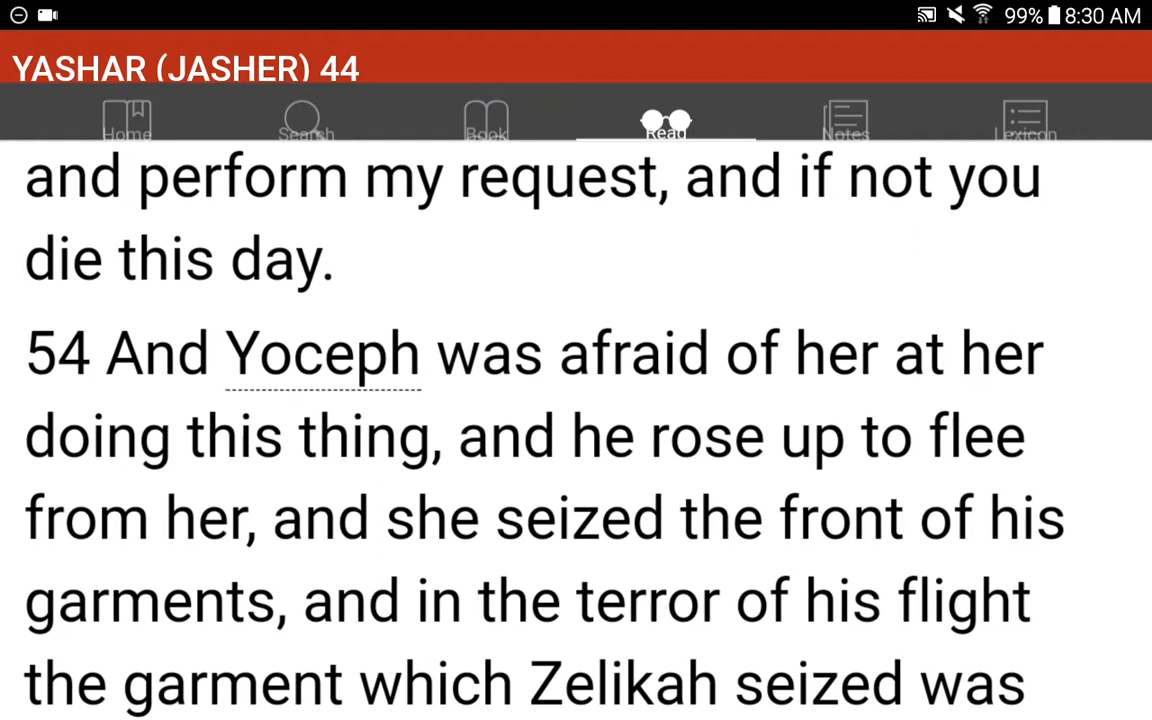 99% 8:30 AM
YASHAR (JASHER) 44
Home Search Book Read Notes Lexicon
and perform my request, and if not you
die this day.
54 And Yoceph was afraid of her at her
doing this thing, and he rose up to flee
from her, and she seized the front of his
garments, and in the terror of his flight
the garment which Zelikah seized was